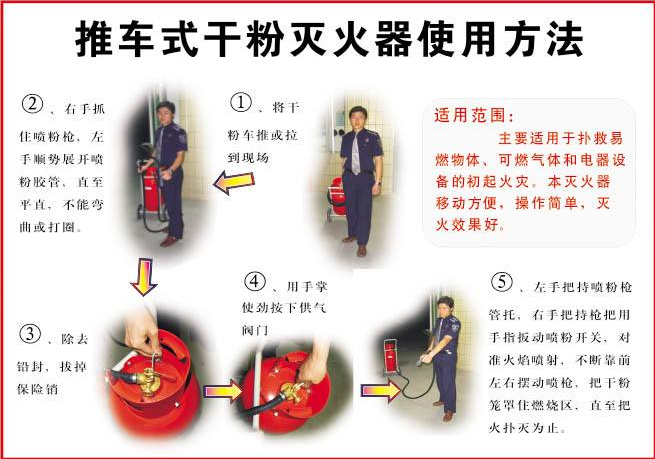 推车式干粉灭火器使用方法
①、将干
粉车推或拉
到现场
②、右手抓
住喷粉枪，左
手顺势展开喷
粉胶管，直至
平直，不能弯
曲或打圈。
③、除去
铅封，拔掉
保险销
④、用手掌
使劲按下供气
阀门
⑤、左手把持喷粉枪
管托，右手把持枪把用
手指扳动喷粉开关，对
准火焰喷射，不断靠前
左右摆动喷枪，把干粉
笼罩住燃烧区，直至把
火扑灭为止。
适用范围：
主要适用于扑救易
燃物体、可燃气体和电器设
备的初起火灾。本灭火器
移动方便，操作简单，灭
火效果好。